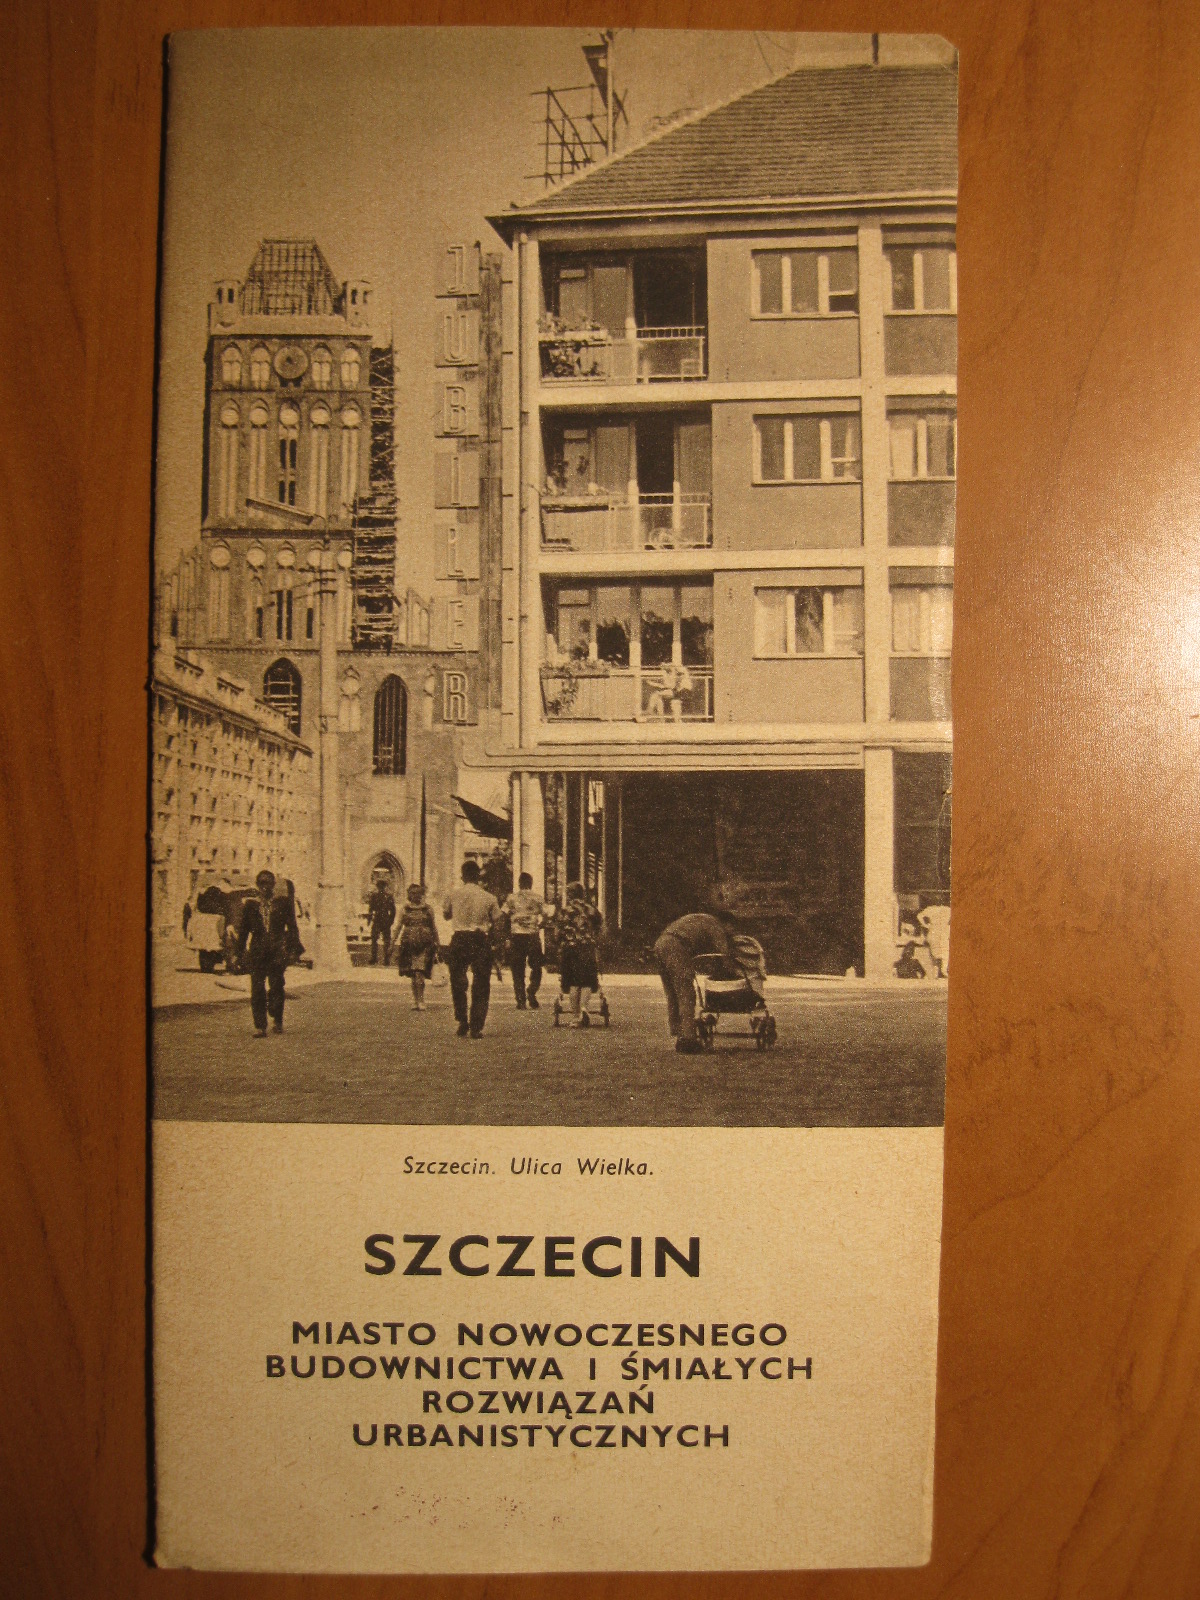 JUBILER
Szczecin. Ulica Wielka.
SZCZECIN
MIASTO NOWOCZESNEGO
BUDOWNICTWA I ŚMIAŁYCH
ROZWIĄZAŃ
URBANISTYCZNYCH